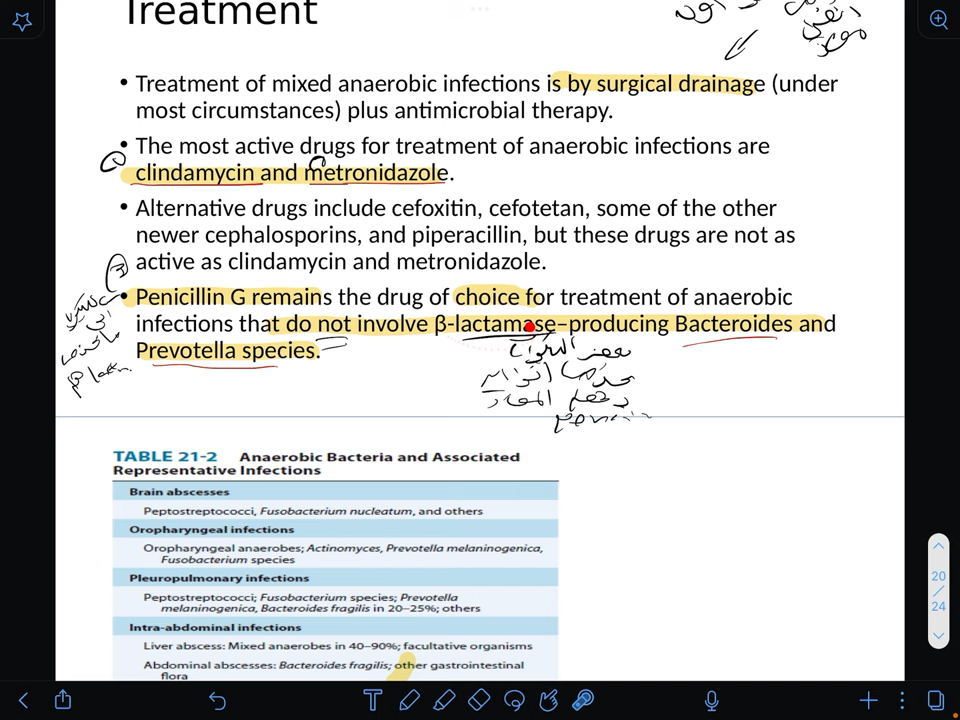 Treatment
• Treatment of mixed anaerobic infections is by surgical drainage (under
most circumstances) plus antimicrobial therapy.
• The most active drugs for treatment of anaerobic infections are
clindamycin and metronidazole.
• Alternative drugs include cefoxitin, cefotetan, some of the other
newer cephalosporins, and piperacillin, but these drugs are not as
active as clindamycin and metronidazole.
• Penicillin G remains the drug of choice for treatment of anaerobic
infections that do not involve β-lactamase–producing Bacteroides and
Prevotella species.
TABLE 21-2 Anaerobic Bacteria and Associated
Representative Infections
Brain abscesses
Peptostreptococci, Fusobacterium nucleatum, and others
Oropharyngeal infections
Oropharyngeal anaerobes; Actinomyces, Prevotella melaninogenica,
Fusobacterium species
Pleuropulmonary infections
Peptostreptococci; Fusobacterium species; Prevotella
melaninogenica, Bacteroides fragilis in 20–25%; others
Intra-abdominal infections
Liver abscess: Mixed anaerobes in 40–90%; facultative organisms
Abdominal abscesses: Bacteroides fragilis; other gastrointestinal
flora
20
/
24
T